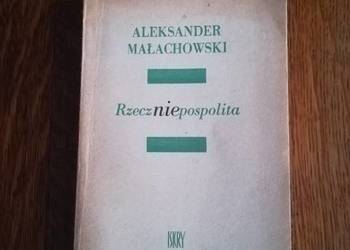 ALEKSANDER
MAŁACHOWSKI
Rzeczniepospolita
ISKRY